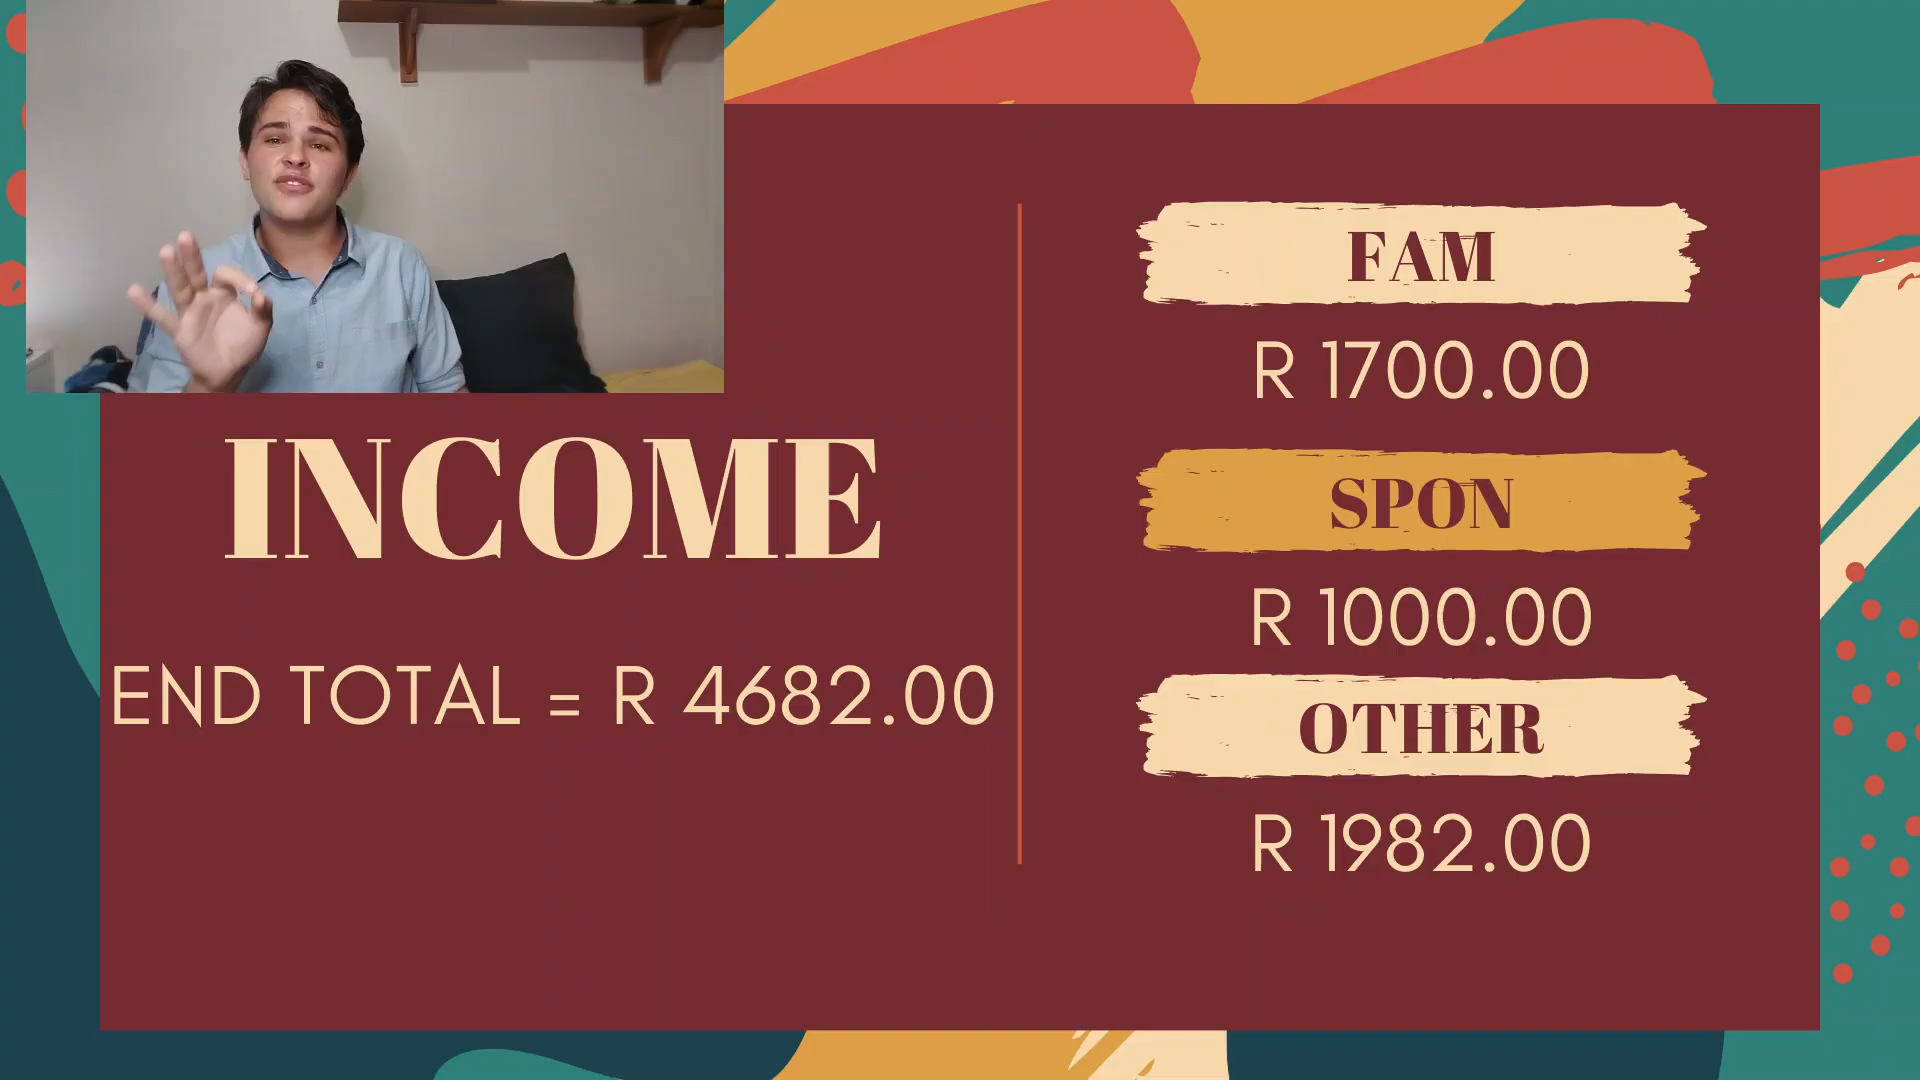 INCOME
END TOTAL = R 4682.00
FAM
R 1700.00
SPON
R 1000.00
OTHER
R 1982.00